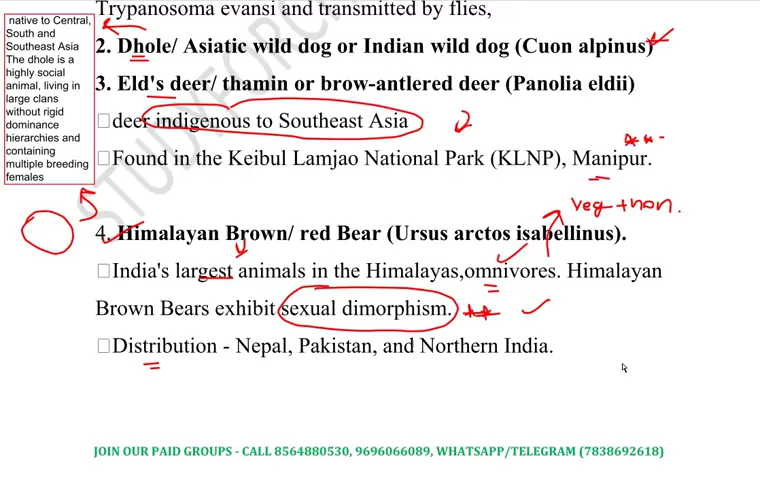 Trypanosoma evansi and transmitted by flies,
native to Central,
South and
Southeast Asia
The dhole is a
highly social
animal, living in
large clans
without rigid
dominance
hierarchies and
containing
multiple breeding
females
2. Dhole/ Asiatic wild dog or Indian wild dog (Cuon alpinus)
3. Eld's deer/ thamin or brow-antlered deer (Panolia eldii)
deer indigenous to Southeast Asia
Found in the Keibul Lamjao National Park (KLNP), Manipur.
veg + non.
4. Himalayan Brown/ red Bear (Ursus arctos isabellinus).
India's largest animals in the Himalayas,omnivores. Himalayan
Brown Bears exhibit sexual dimorphism.
Distribution - Nepal, Pakistan, and Northern India.
JOIN OUR PAID GROUPS - CALL 8564880530, 9696066089, WHATSAPP/TELEGRAM (7838692618)